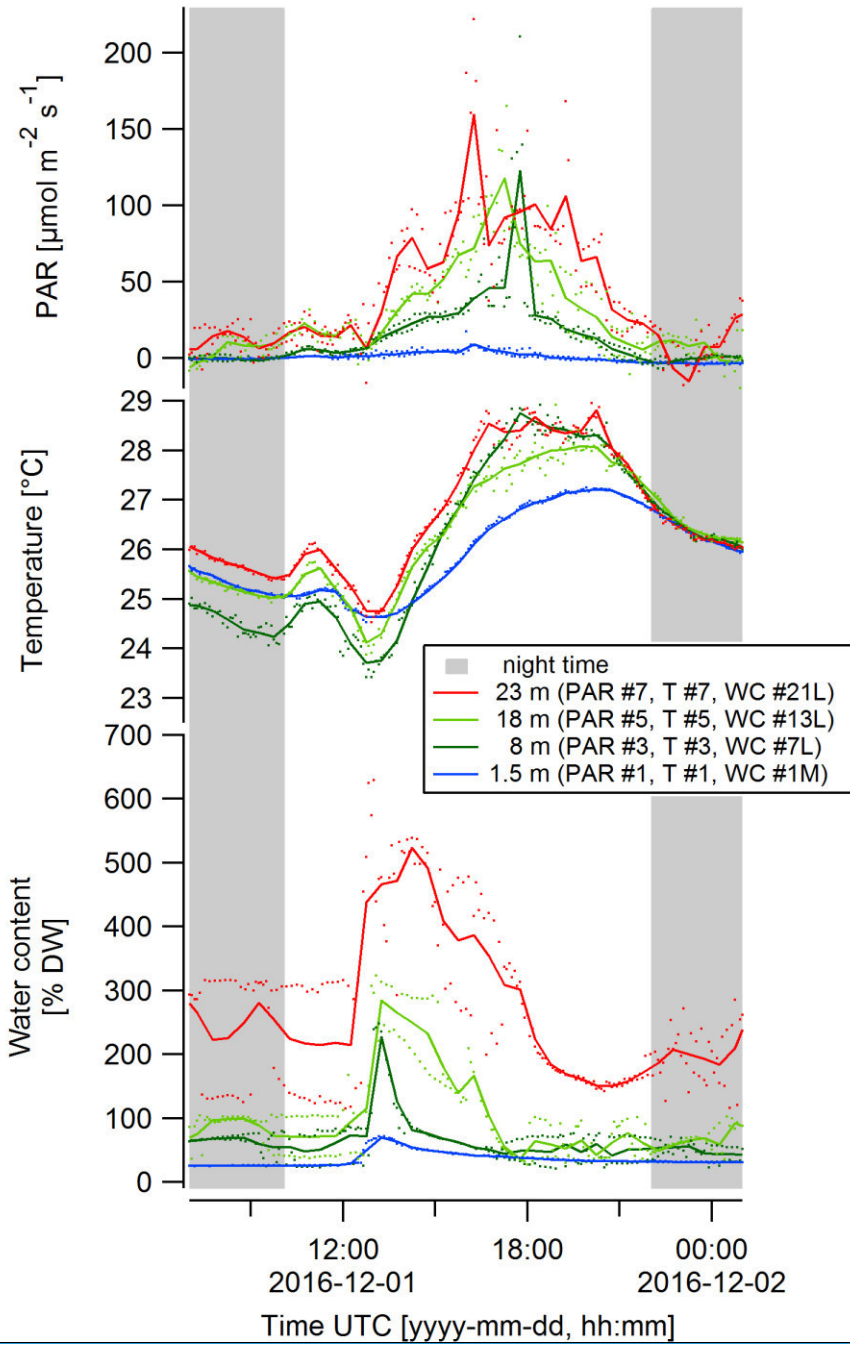 PAR [µmol m⁻² s⁻¹]
200
150
100
50
0
Temperature [°C]
29
28
27
26
25
24
23
night time
23 m (PAR #7, T #7, WC #21L)
18 m (PAR #5, T #5, WC #13L)
8 m (PAR #3, T #3, WC #7L)
1.5 m (PAR #1, T #1, WC #1M)
Water content
[% DW]
700
600
500
400
300
200
100
0
12:00 18:00 00:00
2016-12-01 2016-12-02
Time UTC [yyyy-mm-dd, hh:mm]